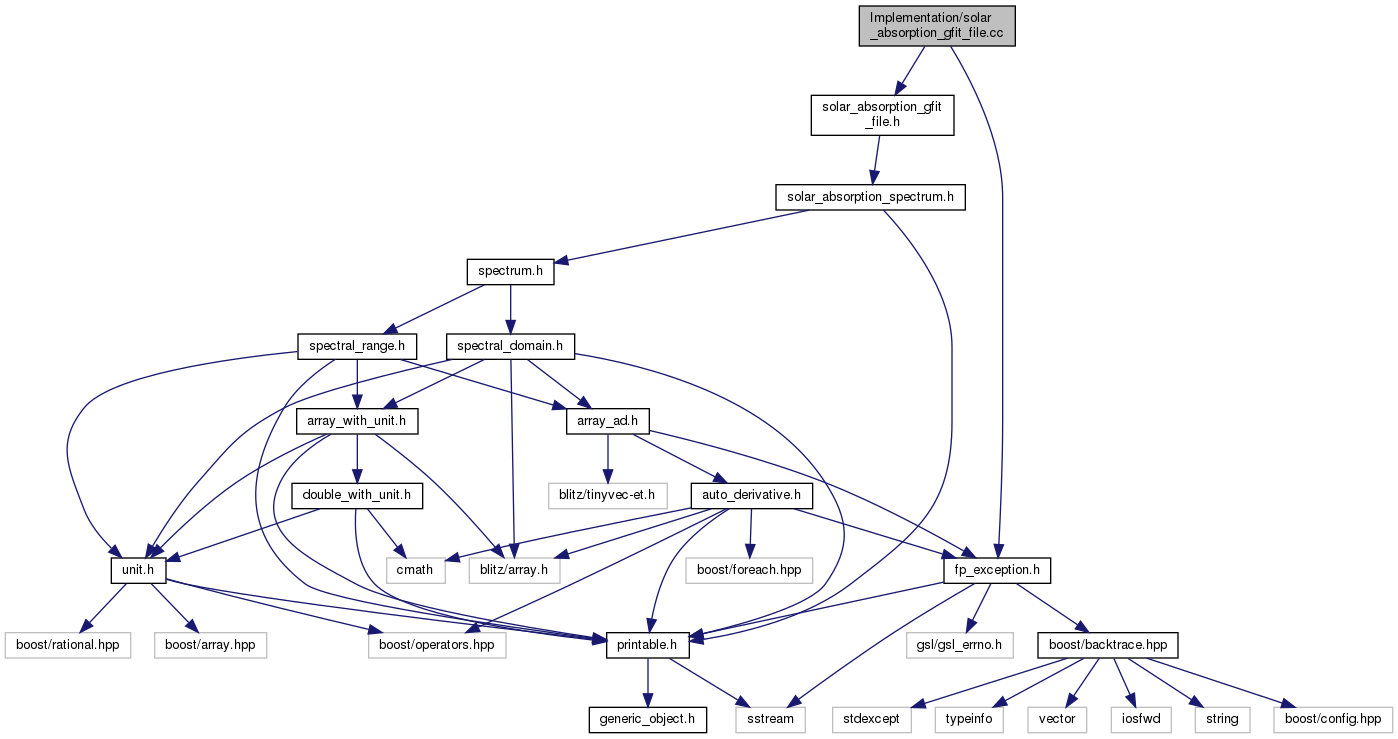 Implementation/solar
_absorption_gfit_file.cc
solar_absorption_gfit
_file.h
solar_absorption_spectrum.h
spectrum.h
spectral_range.h
spectral_domain.h
array_with_unit.h
array_ad.h
double_with_unit.h
blitz/tinyvec-et.h
auto_derivative.h
unit.h
cmath
blitz/array.h
boost/foreach.hpp
fp_exception.h
boost/rational.hpp
boost/array.hpp
boost/operators.hpp
printable.h
gsl/gsl_errno.h
boost/backtrace.hpp
generic_object.h
sstream
stdexcept
typeinfo
vector
iosfwd
string
boost/config.hpp